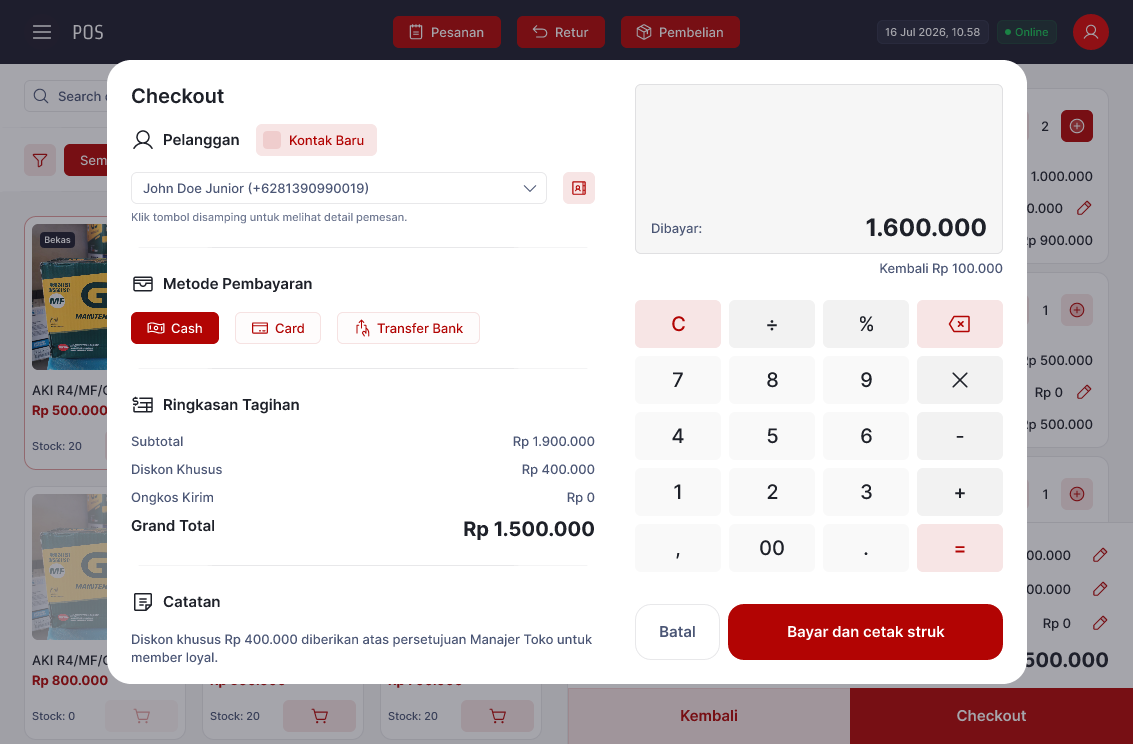 POS
Pesanan
Retur
Pembelian
16 Jul 2026, 10.58
Online
Search
Checkout
Pelanggan
Kontak Baru
John Doe Junior (+6281390990019)
Klik tombol disamping untuk melihat detail pemesan.
Metode Pembayaran
Cash
Card
Transfer Bank
Ringkasan Tagihan
Subtotal
Rp 1.900.000
Diskon Khusus
Rp 400.000
Ongkos Kirim
Rp 0
Grand Total
Rp 1.500.000
Catatan
Diskon khusus Rp 400.000 diberikan atas persetujuan Manajer Toko untuk
member loyal.
Dibayar:
1.600.000
Kembali Rp 100.000
C ÷ %
7 8 9 ×
4 5 6 -
1 2 3 +
, 00 . =
Batal
Bayar dan cetak struk
Bekas
MF
AKI R4/MF/
Rp 500.000
Stock: 20
MF
AKI R4/MF/
Rp 800.000
Stock: 0
Stock: 20
Stock: 20
2
1.000.000
Rp 900.000
1
Rp 500.000
Rp 0
Rp 500.000
1
Rp 0
500.000
Kembali
Checkout